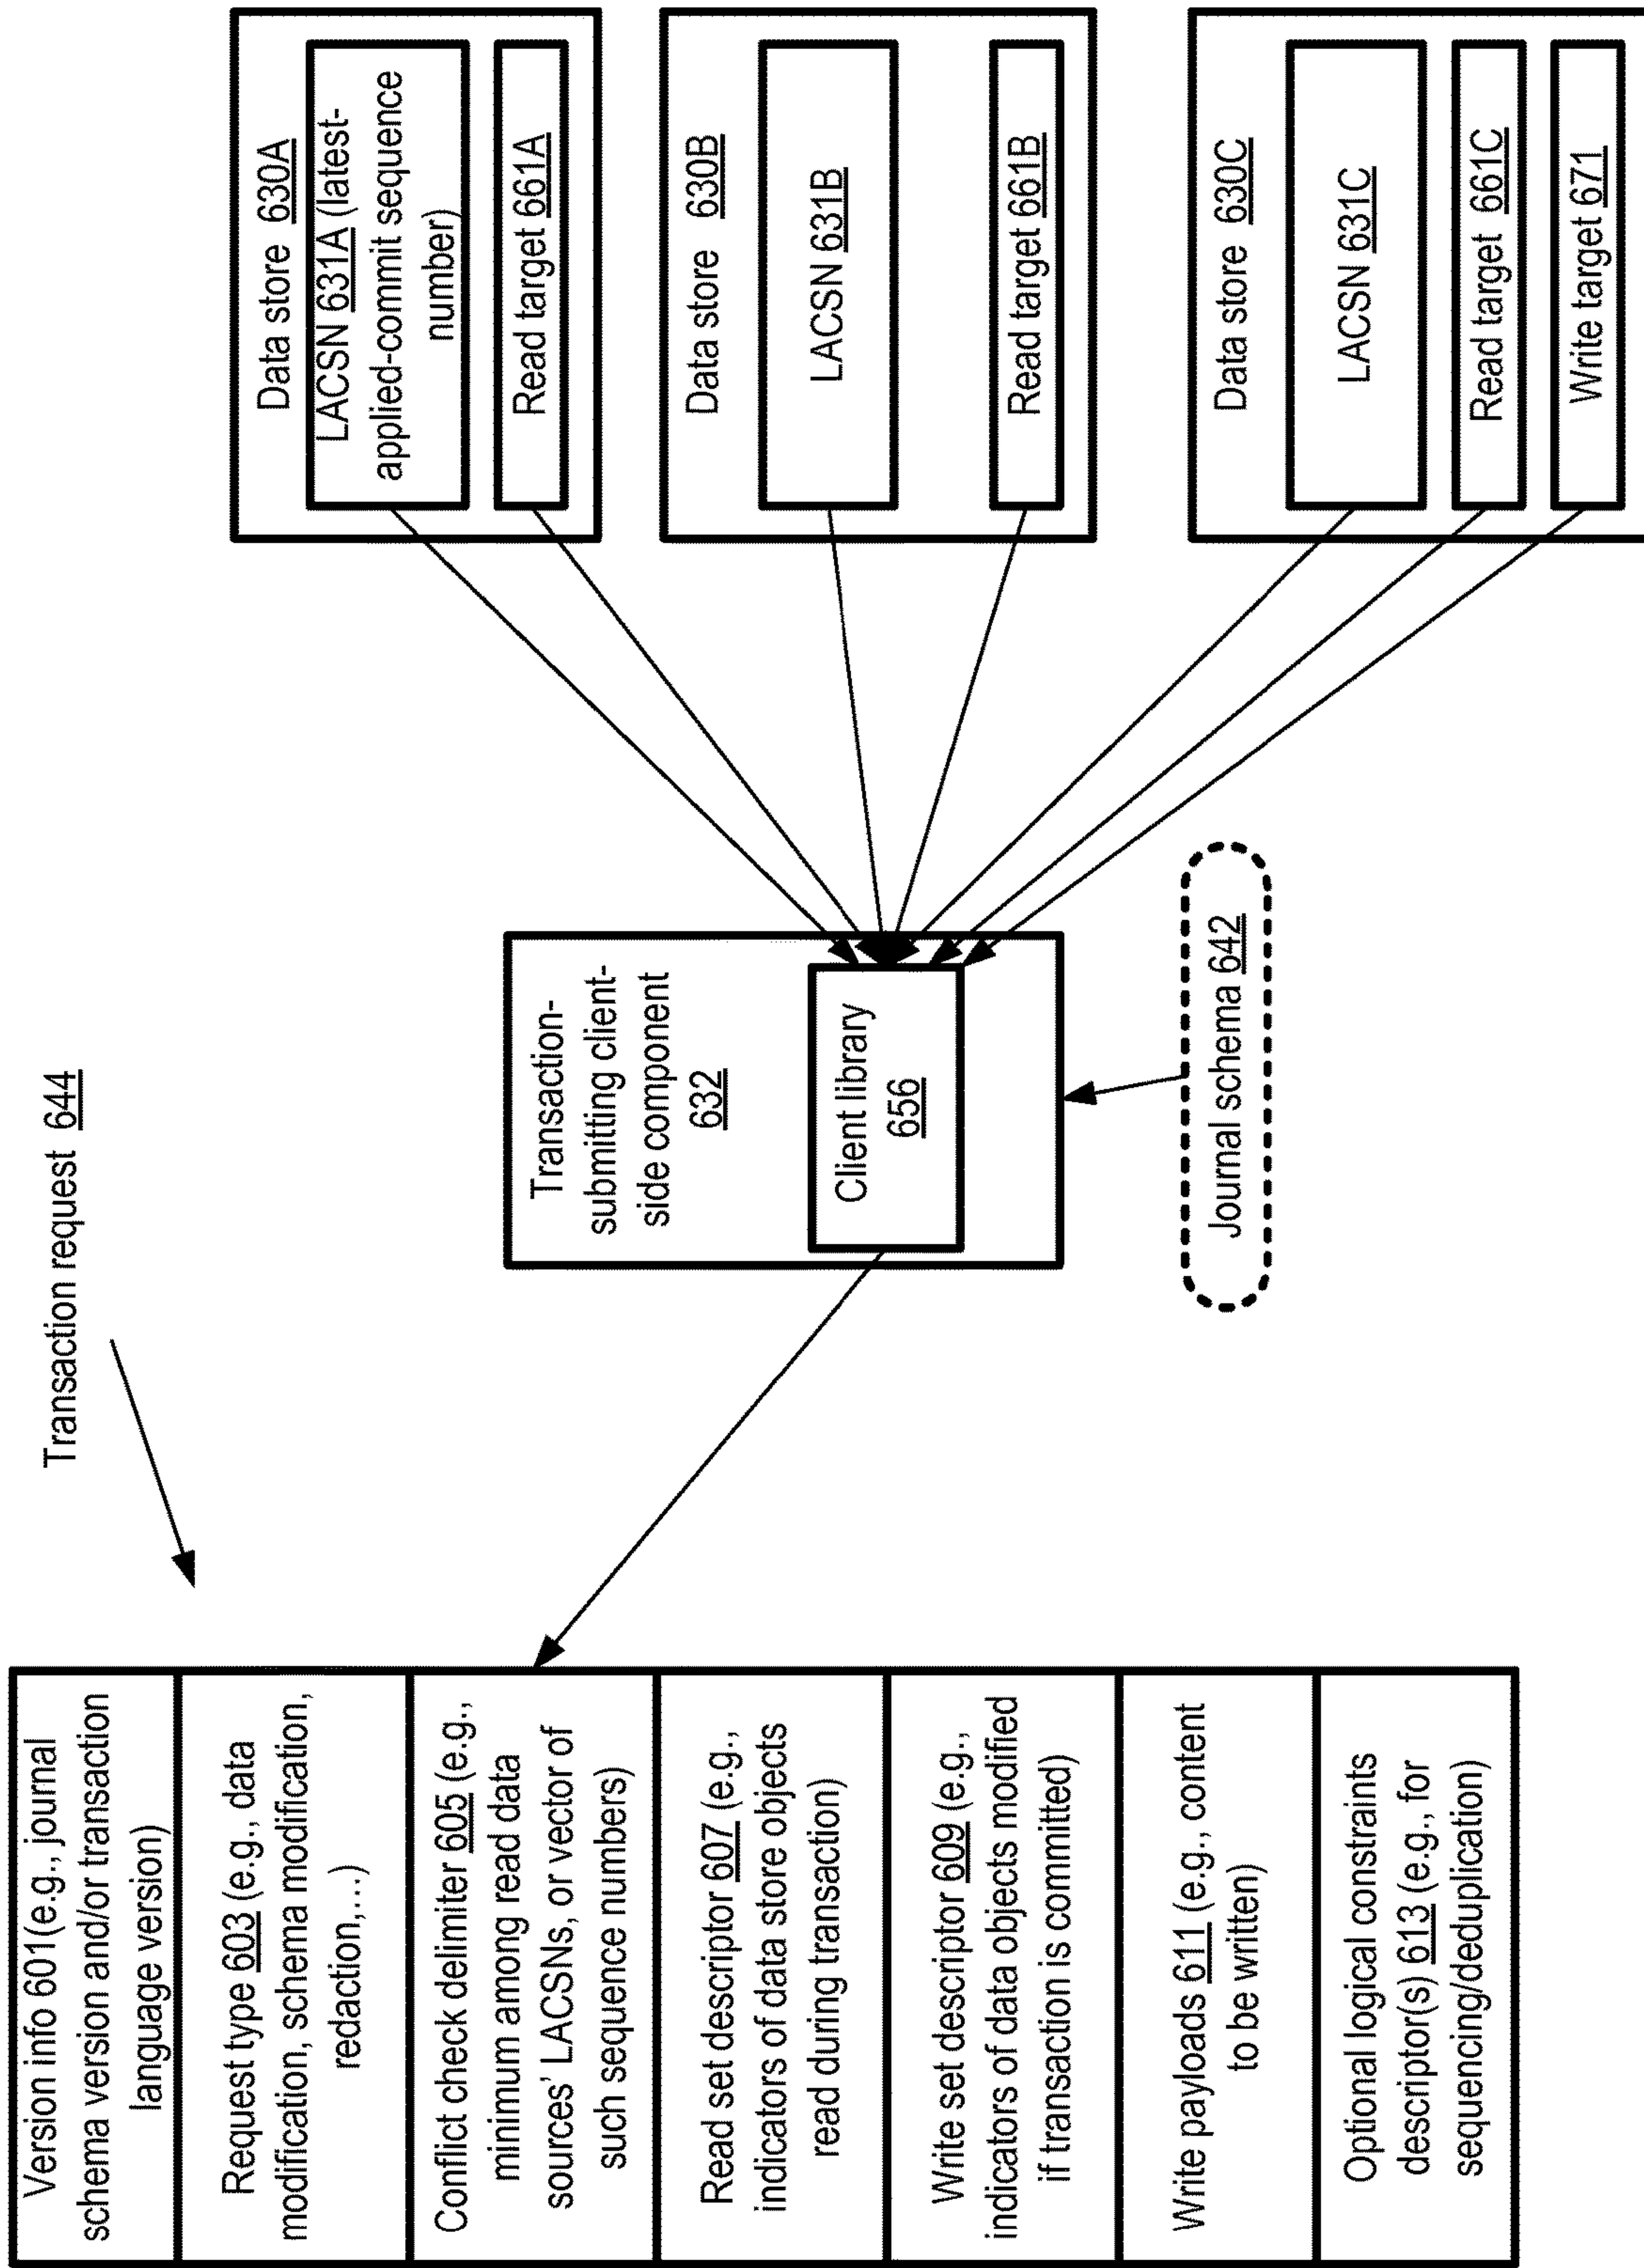 Transaction request 644
Version info 601(e.g., journal
schema version and/or transaction
language version)
Request type 603 (e.g., data
modification, schema modification,
redaction,…)
Conflict check delimiter 605 (e.g.,
minimum among read data
sources' LACSNs, or vector of
such sequence numbers)
Read set descriptor 607 (e.g.,
indicators of data store objects
read during transaction)
Write set descriptor 609 (e.g.,
indicators of data objects modified
if transaction is committed)
Write payloads 611 (e.g., content
to be written)
Optional logical constraints
descriptor(s) 613 (e.g., for
sequencing/deduplication)
Transaction-
submitting client-
side component
632
Client library
656
Journal schema 642
Data store 630A
LACSN 631A (latest-
applied-commit sequence
number)
Read target 661A
Data store 630B
LACSN 631B
Read target 661B
Data store 630C
LACSN 631C
Read target 661C
Write target 671